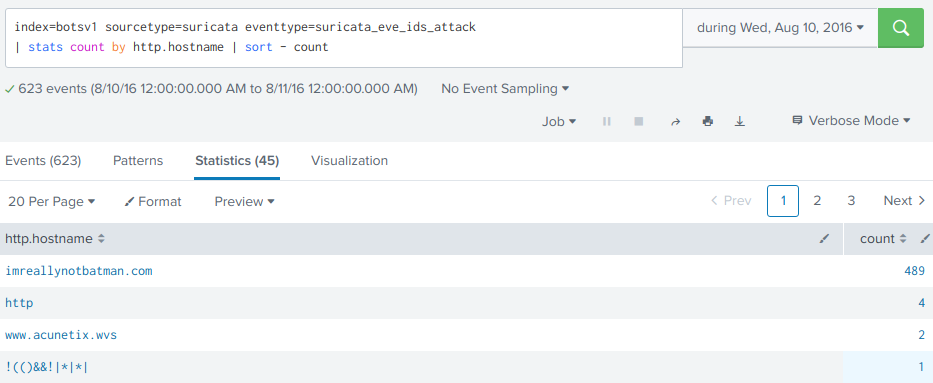 index=botsv1 sourcetype=suricata eventtype=suricata_eve_ids_attack
| stats count by http.hostname | sort - count
during Wed, Aug 10, 2016
623 events (8/10/16 12:00:00.000 AM to 8/11/16 12:00:00.000 AM) No Event Sampling
Job Verbose Mode
Events (623) Patterns Statistics (45) Visualization
20 Per Page Format Preview < Prev 1 2 3 Next >
http.hostname count
imreallynotbatman.com 489
http 4
www.acunetix.wvs 2
!(()&&!|*|*| 1